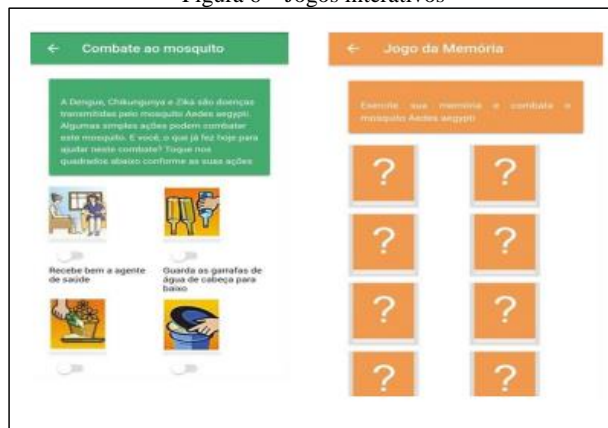 Figura 8 – Jogos interativos
← Combate ao mosquito
A Dengue, Chikungunya e Zika são doenças
transmitidas pelo mosquito Aedes aegypti.
Algumas simples ações podem combater
este mosquito. E você, o que já fez hoje para
ajudar neste combate? Toque nos
quadrados abaixo conforme as suas ações
Recebe bem a agente
de saúde
Guarda as garrafas de
água de cabeça para
baixo
← Jogo da Memória
Exercite sua memória e combata o
mosquito Aedes aegypti
? ?
? ?
? ?
? ?